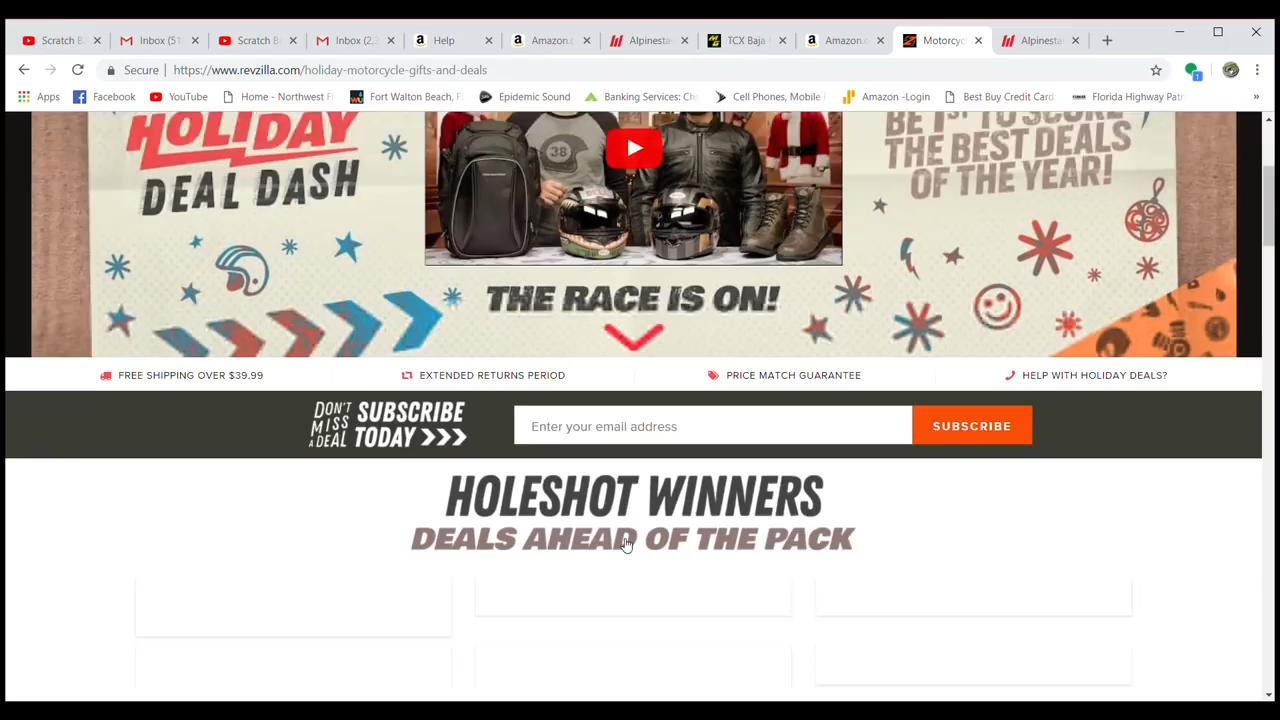 Scratch B
Inbox (51
Scratch B
Inbox (2,3
Help
Amazon.c
Alpinesta
TCX Baja
Amazon.c
Motorcyc
Alpinesta
Secure
https://www.revzilla.com/holiday-motorcycle-gifts-and-deals
Apps
Facebook
YouTube
Home - Northwest Fl
Fort Walton Beach, F
Epidemic Sound
Banking Services: Ch
Cell Phones, Mobile
Amazon -Login
Best Buy Credit Card
Florida Highway Patr
HOLIDAY
DEAL DASH
38
BE 1ST TO SCORE
THE BEST DEALS
OF THE YEAR!
THE RACE IS ON!
FREE SHIPPING OVER $39.99
EXTENDED RETURNS PERIOD
PRICE MATCH GUARANTEE
HELP WITH HOLIDAY DEALS?
DON'T
MISS
A DEAL
SUBSCRIBE
TODAY >>>
Enter your email address
SUBSCRIBE
HOLESHOT WINNERS
DEALS AHEAD OF THE PACK